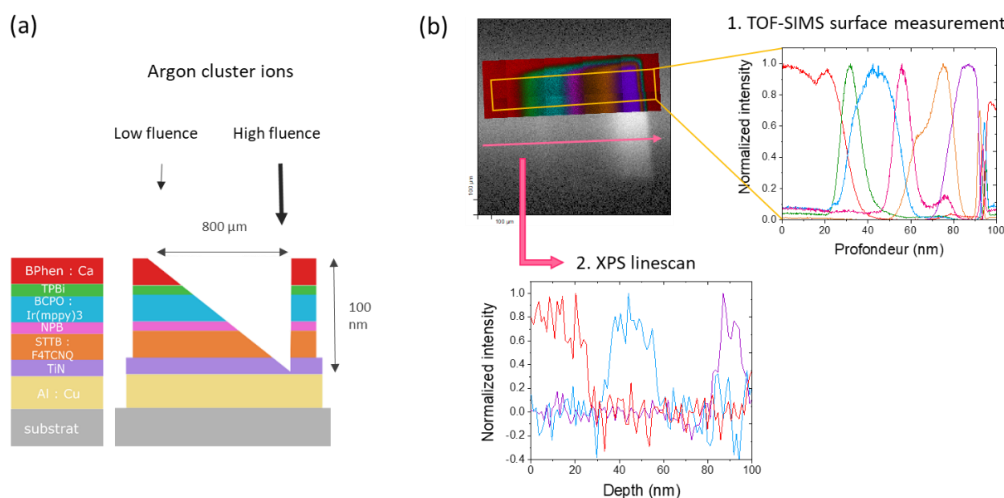 (a)
Argon cluster ions
Low fluence
High fluence
800 µm
BPhen : Ca
TPBi
BCPO :
Ir(mppy)3
NPB
STTB :
F4TCNQ
TiN
Al : Cu
substrat
100
nm
(b)
100 µm
100 µm
1. TOF-SIMS surface measurement
Normalized intensity
1.0
0.8
0.6
0.4
0.2
0.0
0
20
40
60
80
100
Profondeur (nm)
2. XPS linescan
Normalized intensity
1.0
0.8
0.6
0.4
0.2
0.0
-0.2
-0.4
0
20
40
60
80
100
Depth (nm)